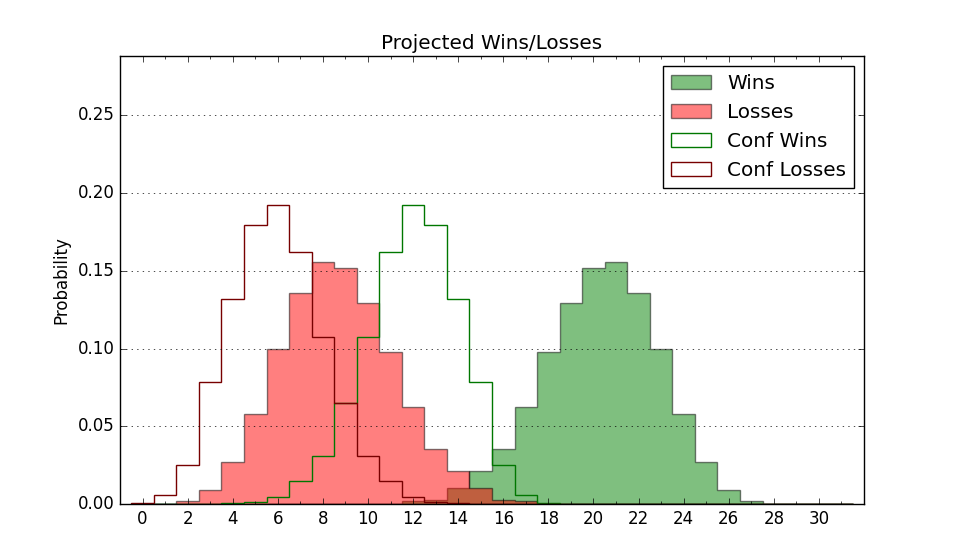 Projected Wins/Losses
Wins
Losses
Conf Wins
Conf Losses
Probability
0.25
0.20
0.15
0.10
0.05
0.00
0 2 4 6 8 10 12 14 16 18 20 22 24 26 28 30